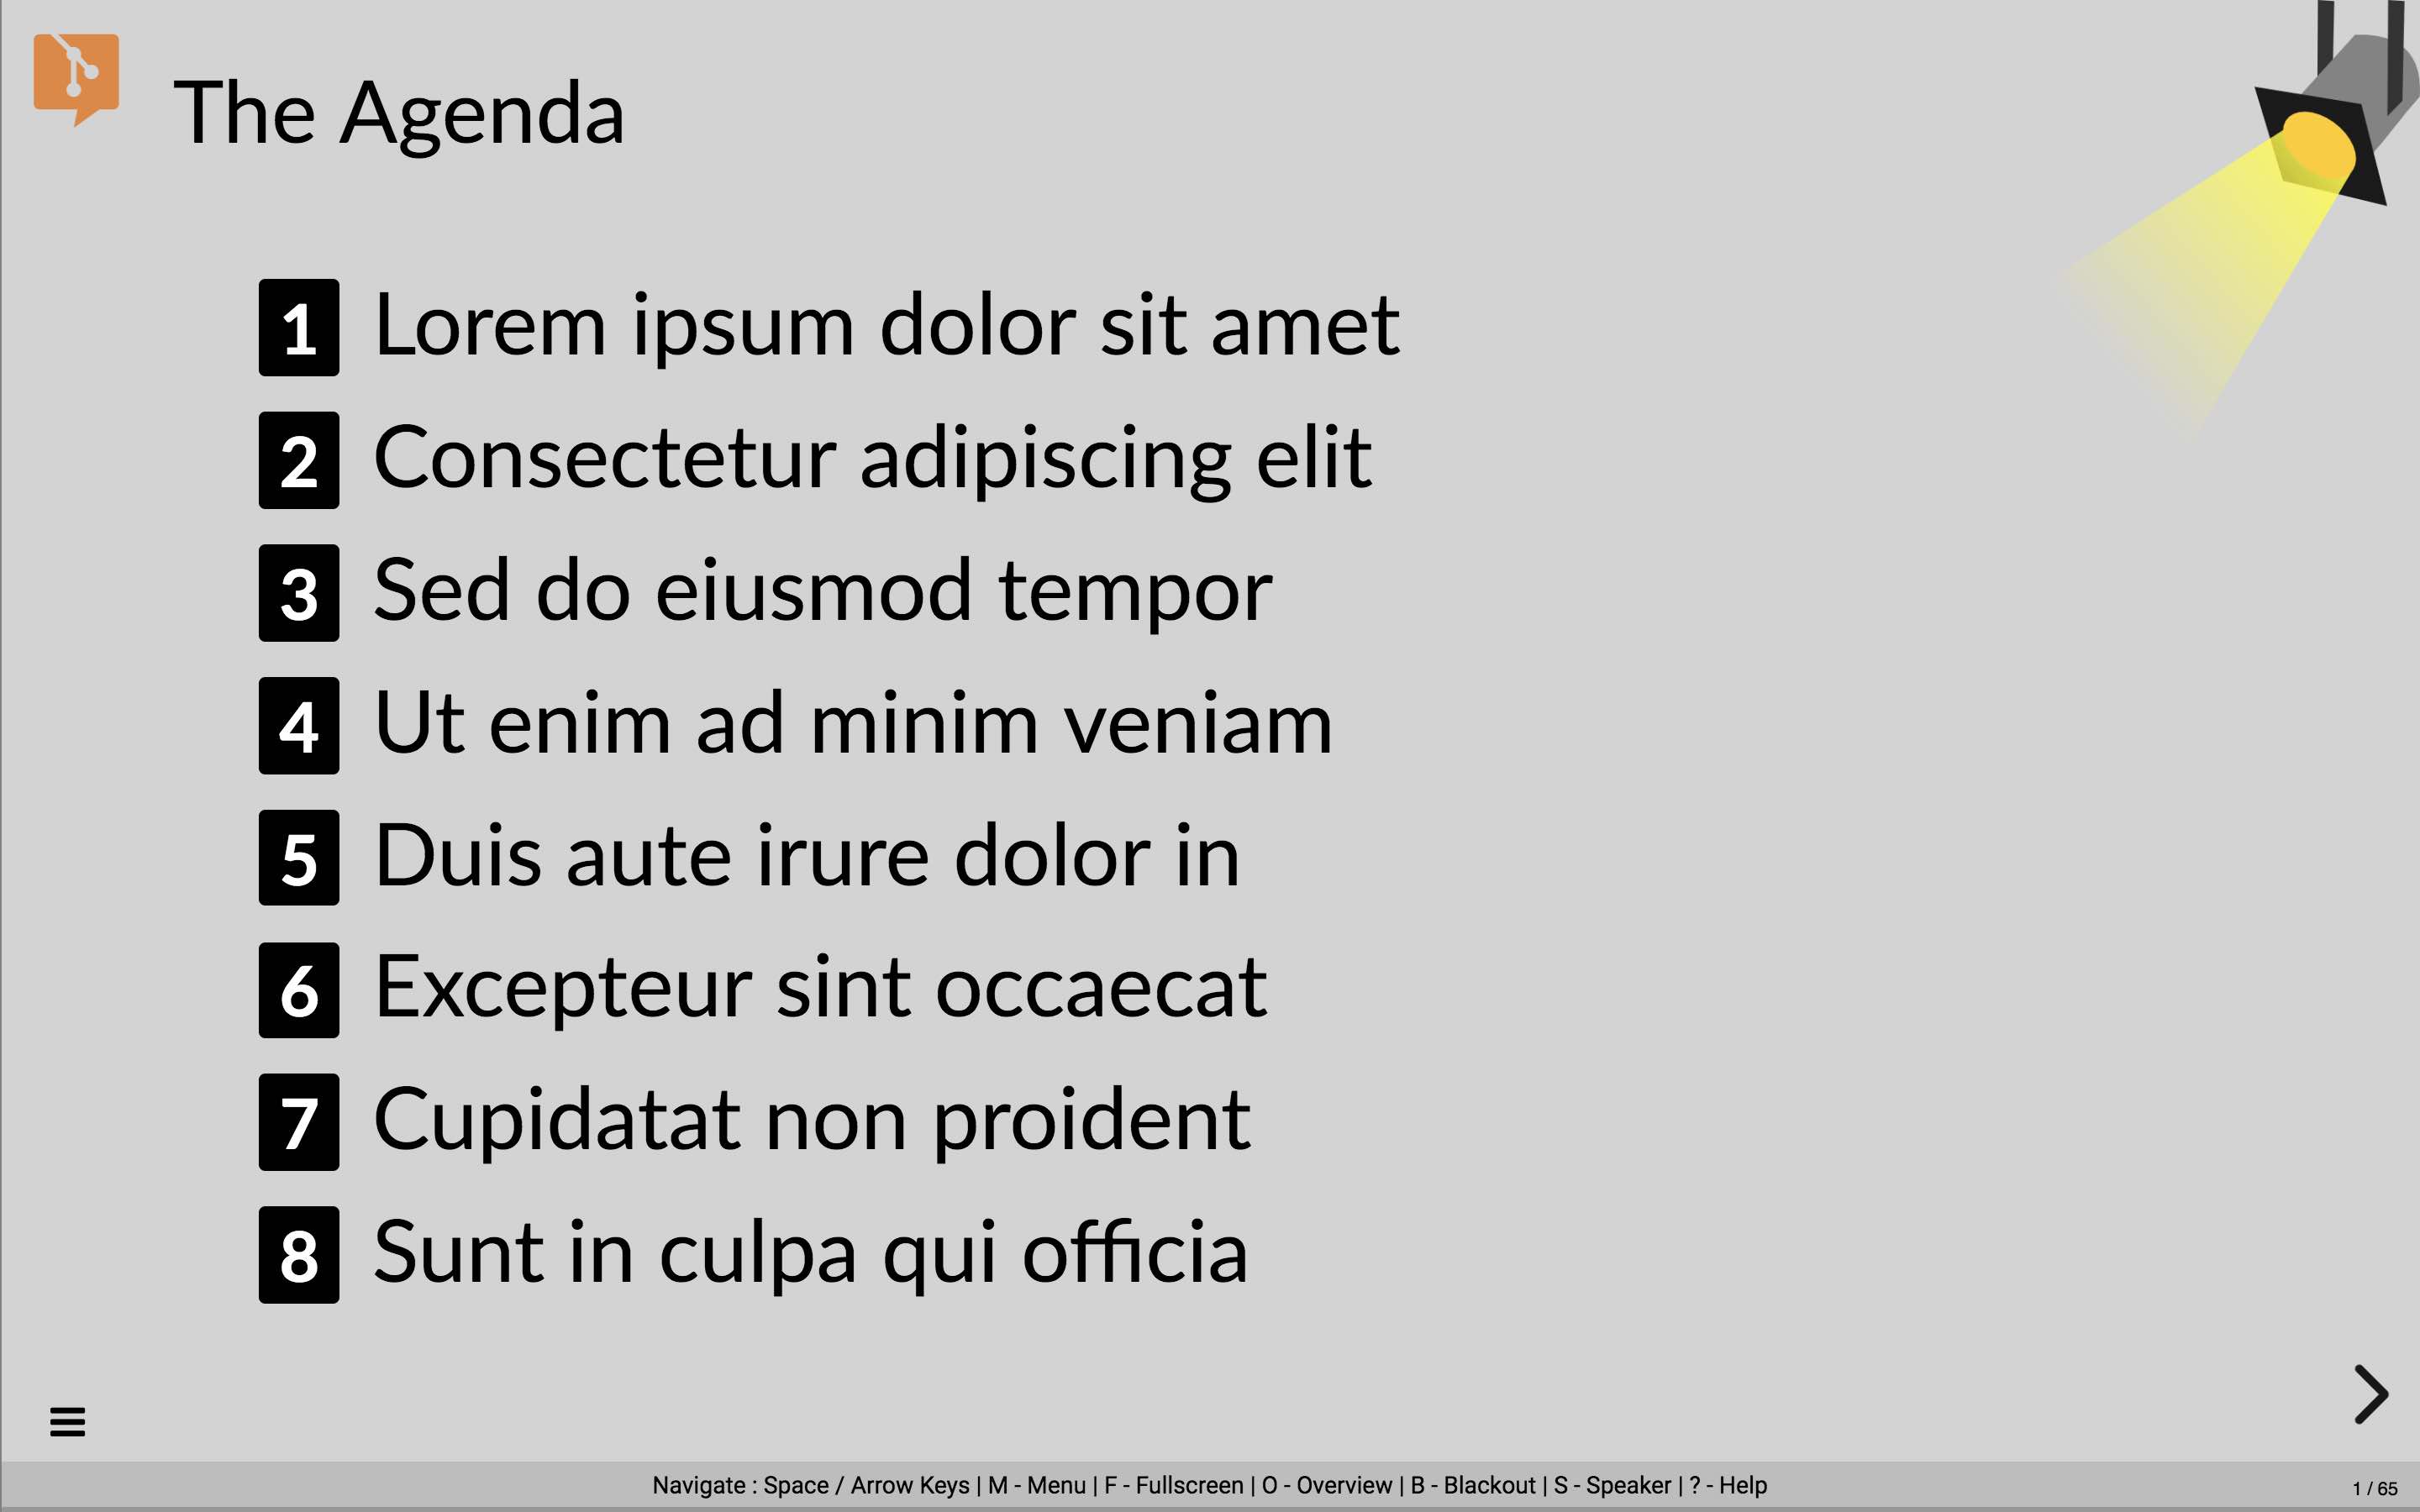 The Agenda
1 Lorem ipsum dolor sit amet
2 Consectetur adipiscing elit
3 Sed do eiusmod tempor
4 Ut enim ad minim veniam
5 Duis aute irure dolor in
6 Excepteur sint occaecat
7 Cupidatat non proident
8 Sunt in culpa qui officia
Navigate : Space / Arrow Keys | M - Menu | F - Fullscreen | O - Overview | B - Blackout | S - Speaker | ? - Help
1 / 65